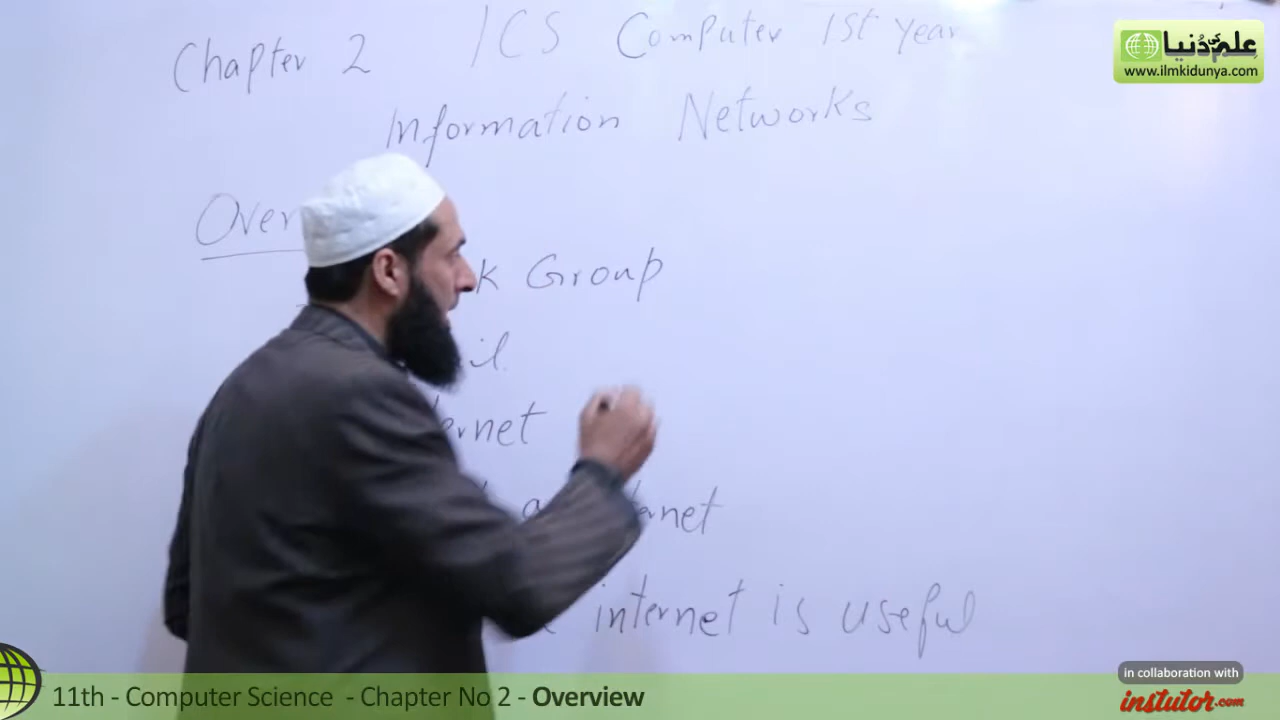 Chapter 2 ICS Computer 1st Year
Information Networks
Over
k Group
il
ernet
net
internet is useful
علم کی دنیا
www.ilmkidunya.com
in collaboration with
instutor.com
11th - Computer Science - Chapter No 2 - Overview